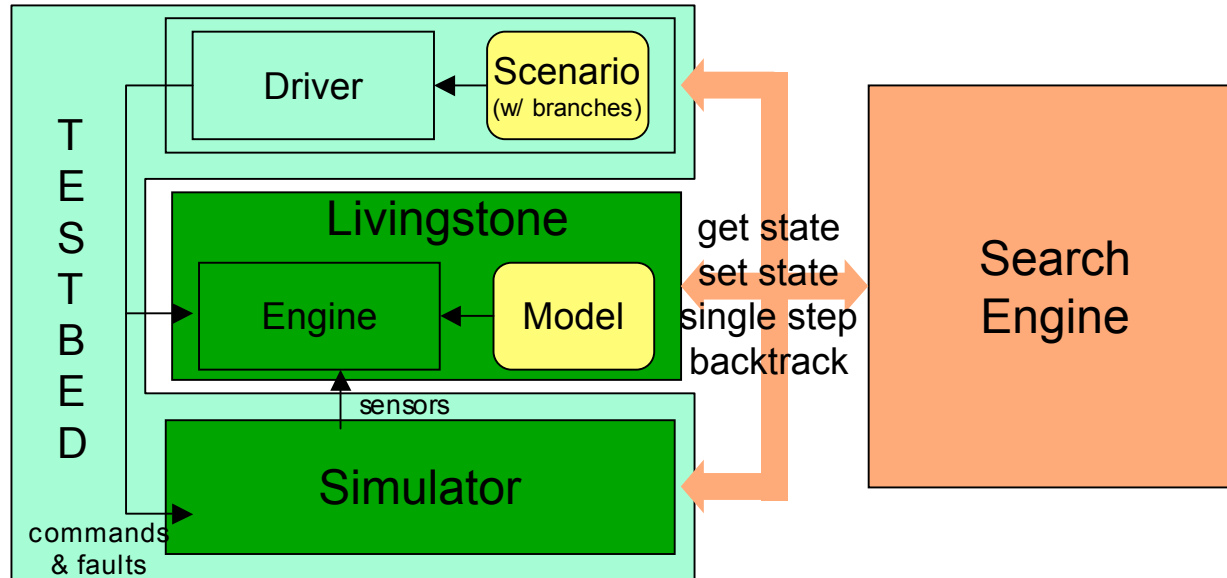 TESTBED
Driver
Scenario
(w/ branches)
Livingstone
Engine
Model
sensors
Simulator
commands
& faults
get state
set state
single step
backtrack
Search
Engine